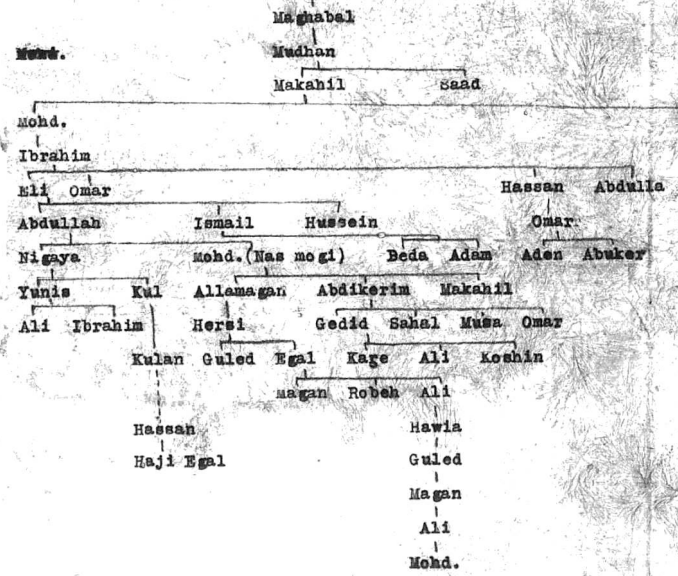 Maghabal
Mohd.
Mudhan
Makahil Saad
Mohd.
Ibrahim
Eli Omar Hassan Abdulla
Abdullah Ismail Hussein Omar.
Nigaya Mohd.(Nas mogi) Beda Adam Aden Abuker
Yunis Kul Allamagan Abdikerim Makahil
Ali Ibrahim Hersi Gedid Sahal Musa Omar
Kulan Guled Egal Kage Ali Koshin
Magan Robeh Ali
Hassan Hawia
Haji Egal Guled
Magan
Ali
Mohd.